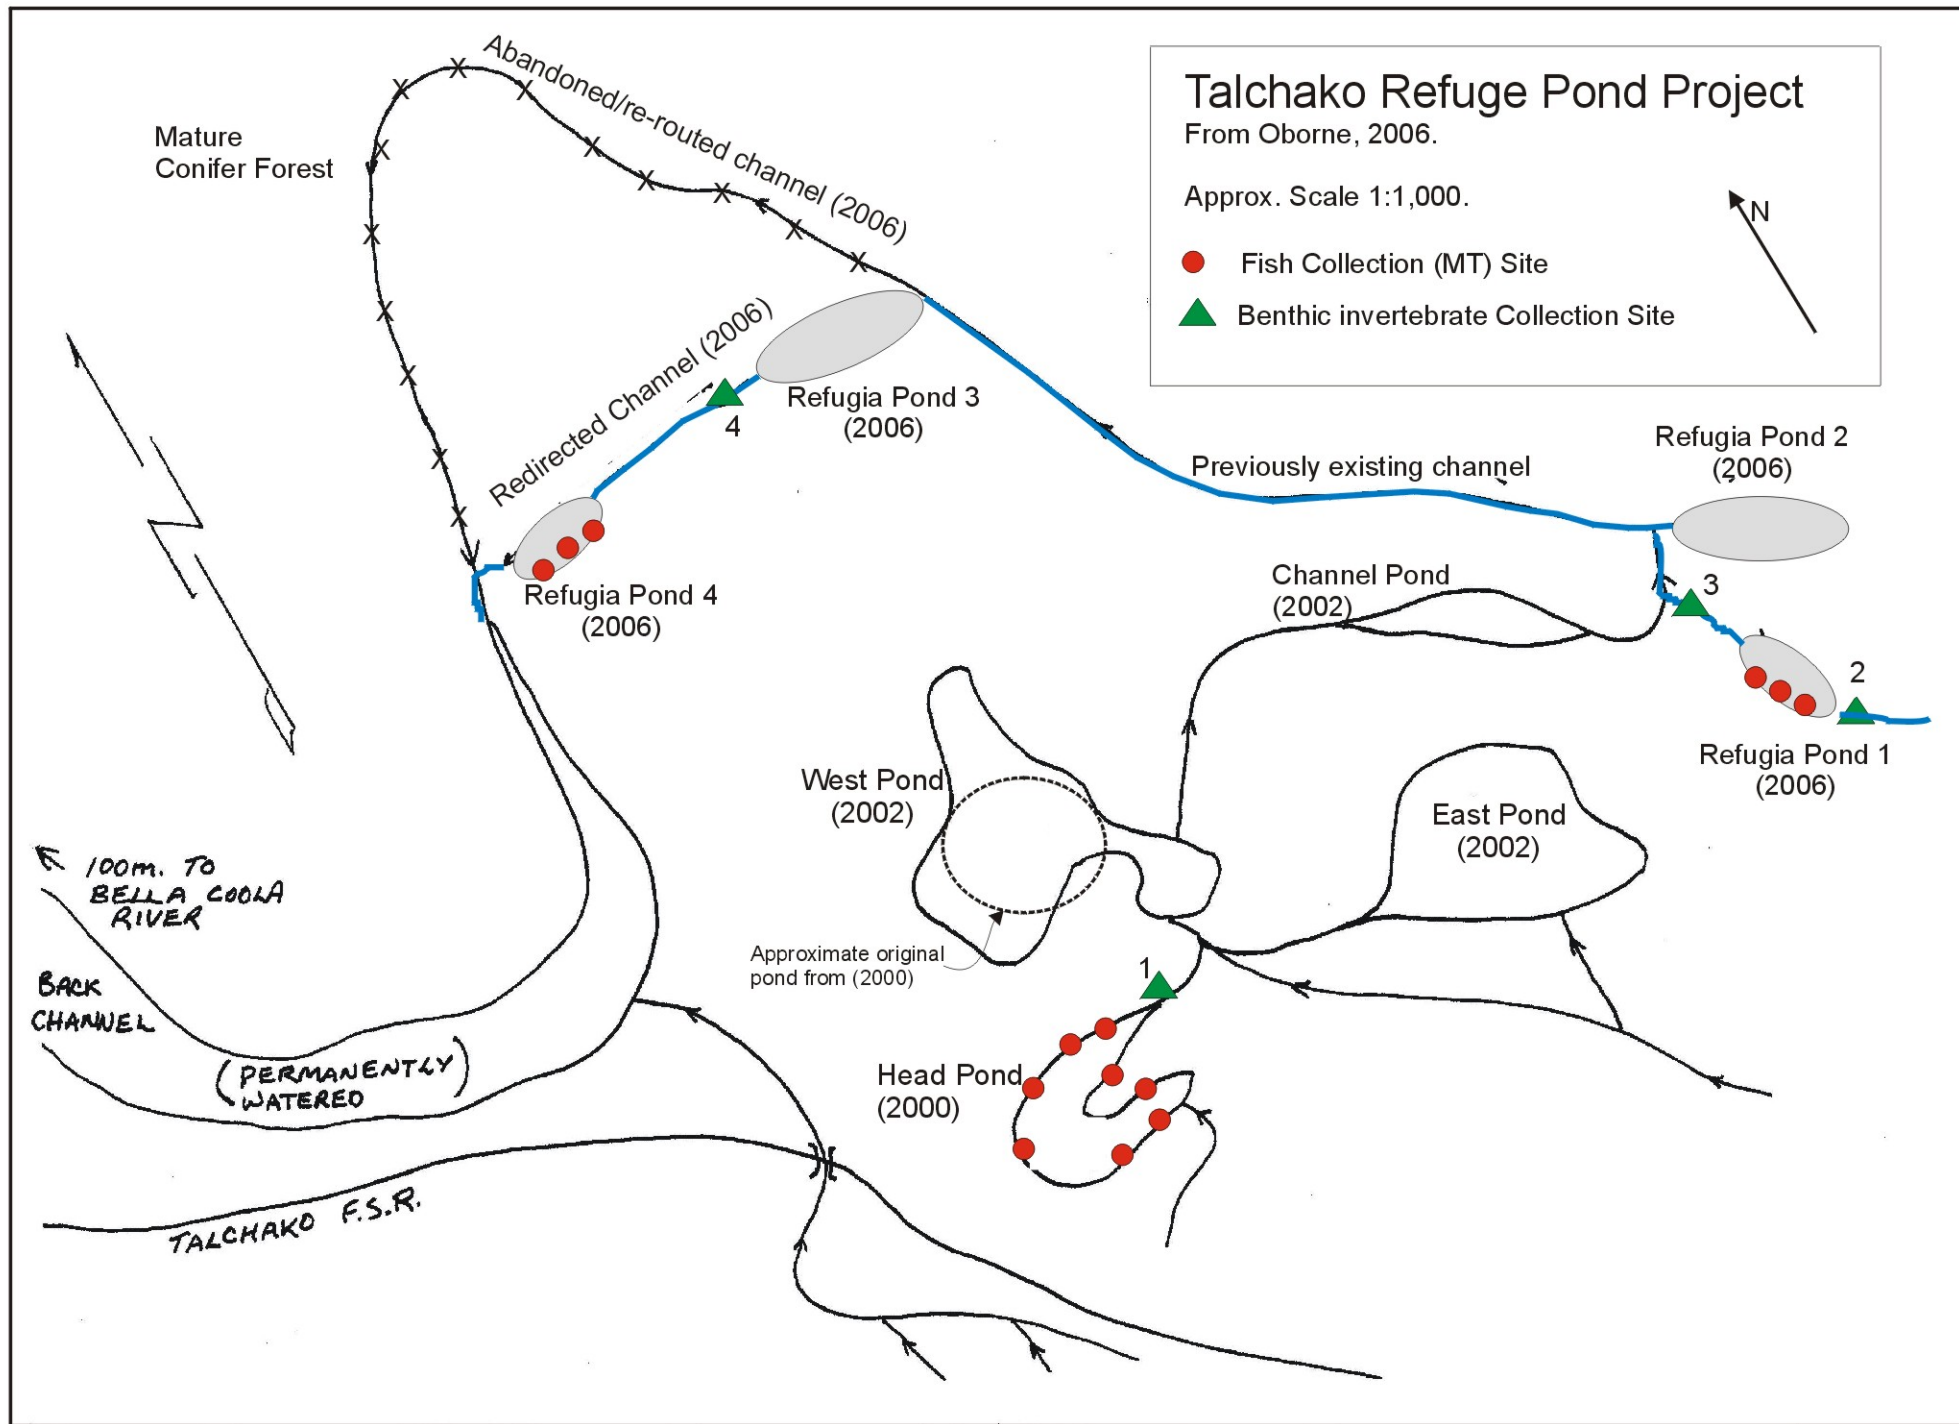 Abandoned/re-routed channel (2006)
Mature
Conifer Forest
Talchako Refuge Pond Project
From Oborne, 2006.
Approx. Scale 1:1,000.
N
Fish Collection (MT) Site
Benthic invertebrate Collection Site
Redirected Channel (2006)
Refugia Pond 3
(2006)
4
Previously existing channel
Refugia Pond 2
(2006)
Channel Pond
(2002)
3
Refugia Pond 4
(2006)
2
Refugia Pond 1
(2006)
West Pond
(2002)
East Pond
(2002)
100m. TO
BELLA COOLA
RIVER
Approximate original
pond from (2000)
1
BACK
CHANNEL
(PERMANENTLY
WATERED)
Head Pond
(2000)
TALCHAKO F.S.R.